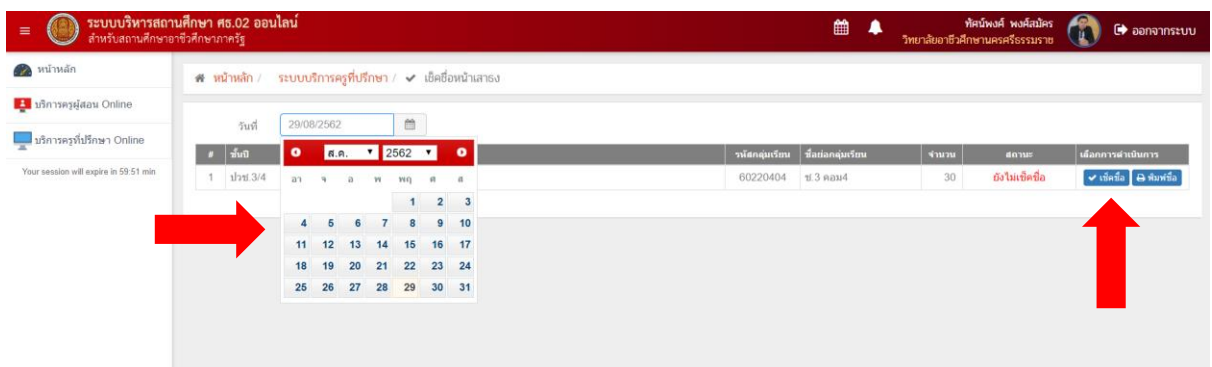 ระบบบริหารสถานศึกษา ศธ.02 ออนไลน์
สำหรับสถานศึกษาอาชีวศึกษาภาครัฐ
ทัศน์พงศ์ พงศ์สมัคร
วิทยาลัยอาชีวศึกษานครศรีธรรมราช
ออกจากระบบ
หน้าหลัก
บริการครูผู้สอน Online
บริการครูที่ปรึกษา Online
Your session will expire in 59:51 min
หน้าหลัก / ระบบบริการครูที่ปรึกษา / เช็คชื่อหน้าเสาธง
วันที่ 29/08/2562
# ชั้นปี รหัสกลุ่มเรียน ชื่อย่อกลุ่มเรียน จำนวน สถานะ เลือกการดำเนินการ
1 ปวช.3/4 60220404 ช.3 คอม4 30 ยังไม่เช็คชื่อ เช็คชื่อ พิมพ์ชื่อ
ส.ค. 2562
อา จ อ พ พฤ ศ ส
1 2 3
4 5 6 7 8 9 10
11 12 13 14 15 16 17
18 19 20 21 22 23 24
25 26 27 28 29 30 31